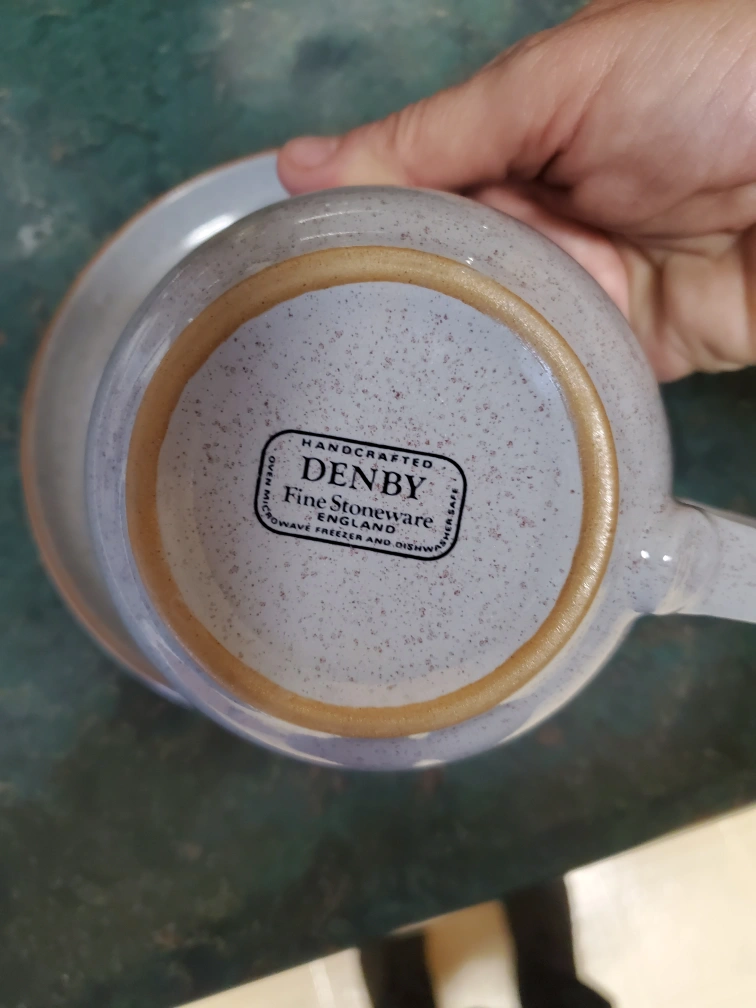 HANDCRAFTED
DENBY
Fine Stoneware
ENGLAND
OVEN MICROWAVE FREEZER AND DISHWASHER SAFE